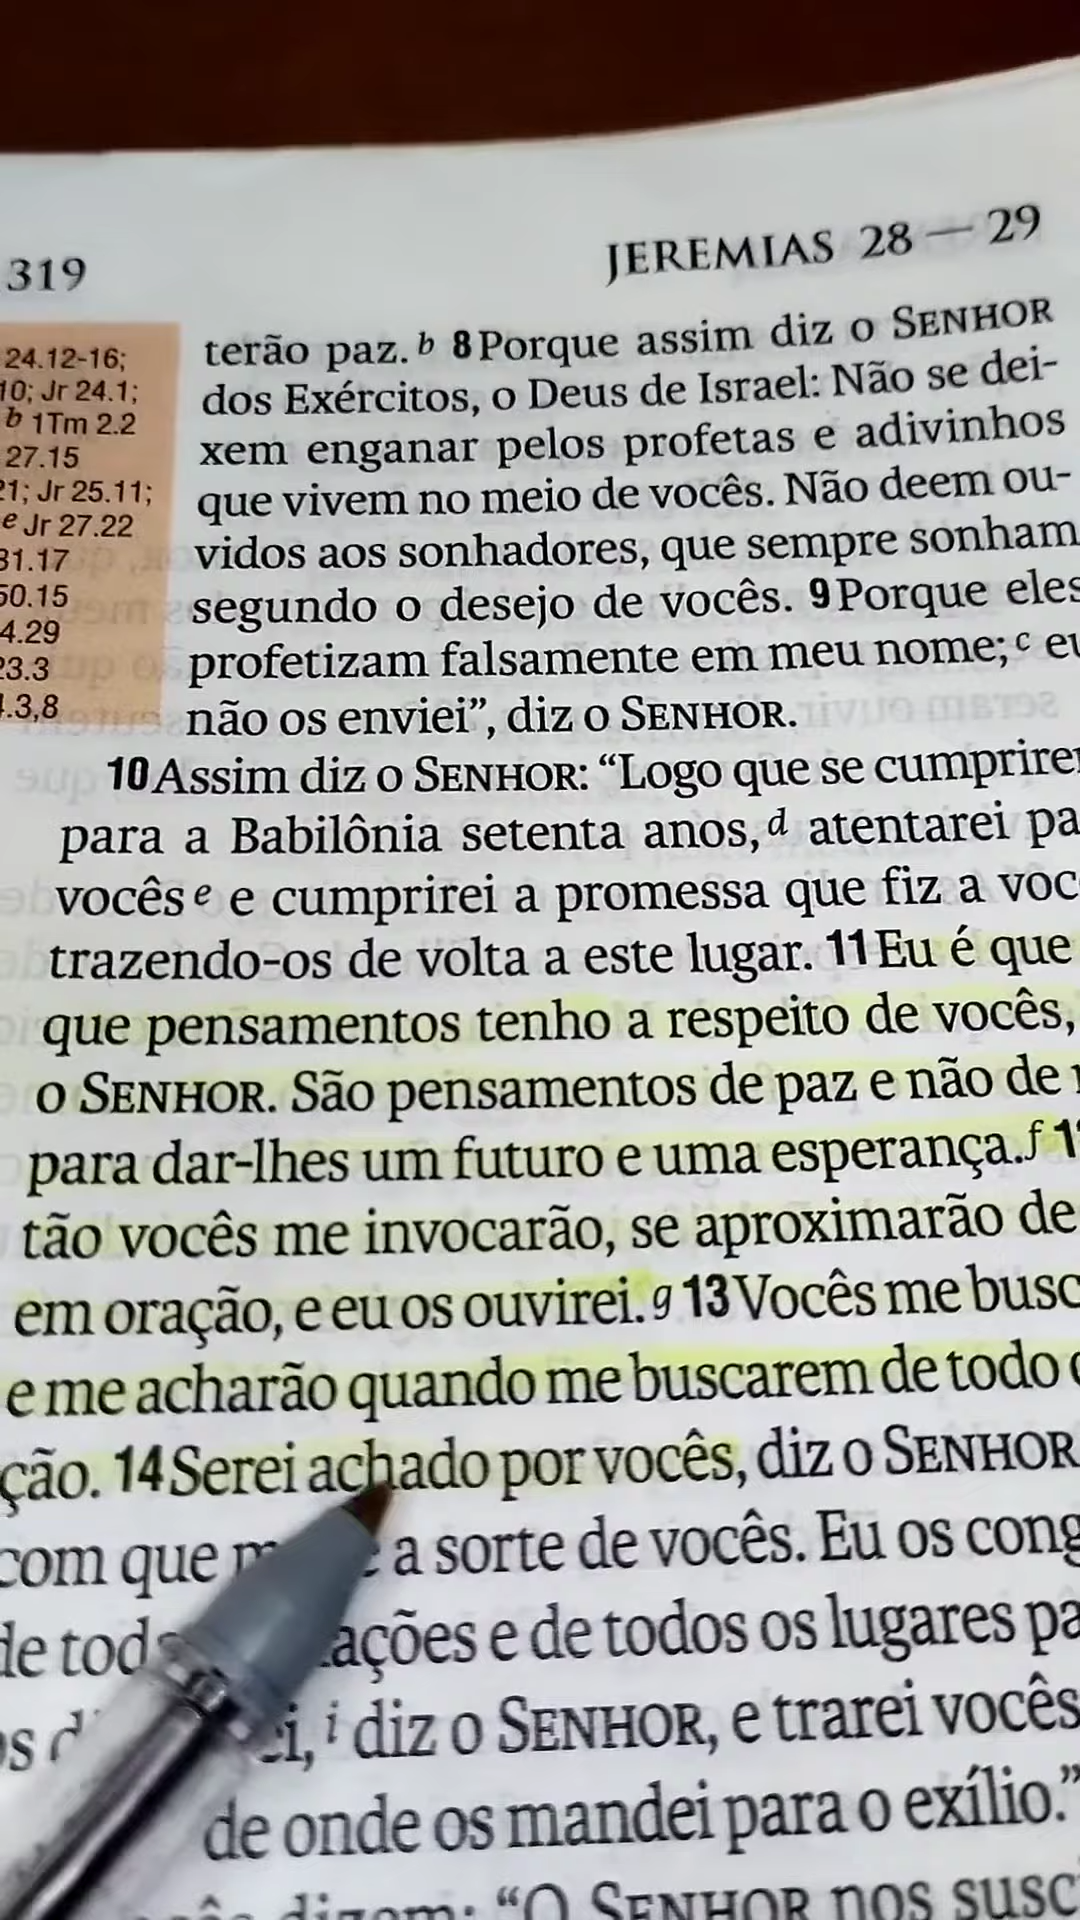 319
JEREMIAS 28 — 29
24.12-16;
10; Jr 24.1;
b 1Tm 2.2
27.15
21; Jr 25.11;
e Jr 27.22
31.17
50.15
4.29
23.3
.3,8
terão paz. b 8 Porque assim diz o SENHOR
dos Exércitos, o Deus de Israel: Não se dei-
xem enganar pelos profetas e adivinhos
que vivem no meio de vocês. Não deem ou-
vidos aos sonhadores, que sempre sonham
segundo o desejo de vocês. 9 Porque eles
profetizam falsamente em meu nome; c eu
não os enviei”, diz o SENHOR.
10 Assim diz o SENHOR: “Logo que se
para a Babilônia setenta anos, d atentarei
vocês e e cumprirei a promessa que fiz a
trazendo-os de volta a este lugar. 11 Eu é que
que pensamentos tenho a respeito de vocês,
o SENHOR. São pensamentos de paz e não de
para dar-lhes um futuro e uma esperança. f
tão vocês me invocarão, se aproximarão de
em oração, e eu os ouvirei. g 13 Vocês me
e me acharão quando me buscarem de todo
ção. 14 Serei achado por vocês, diz o SENHOR
com que a sorte de vocês. Eu os
de e de todos os lugares
i diz o SENHOR, e trarei vocês
de onde os mandei para o exílio.”
dizem: “O SENHOR nos